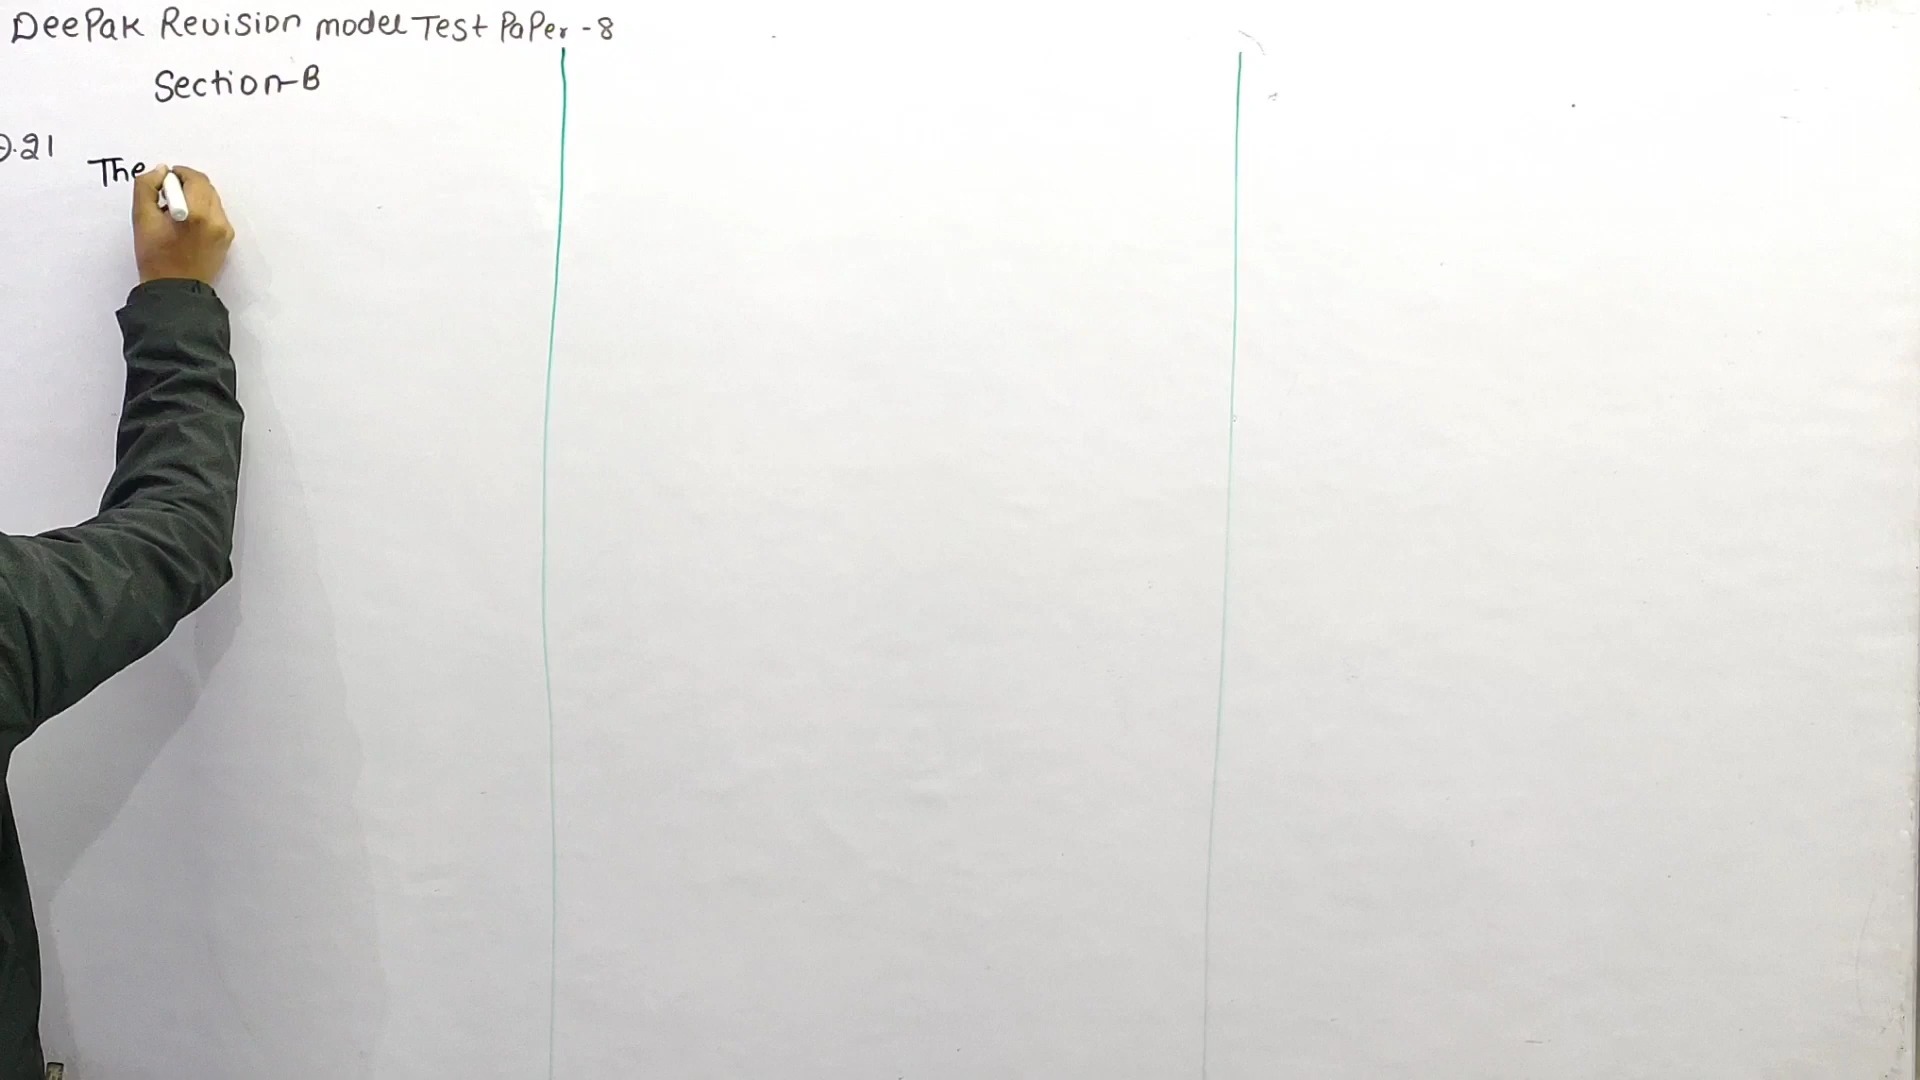 DeePak Revision model Test PaPer - 8
Section-B
Q.21
The